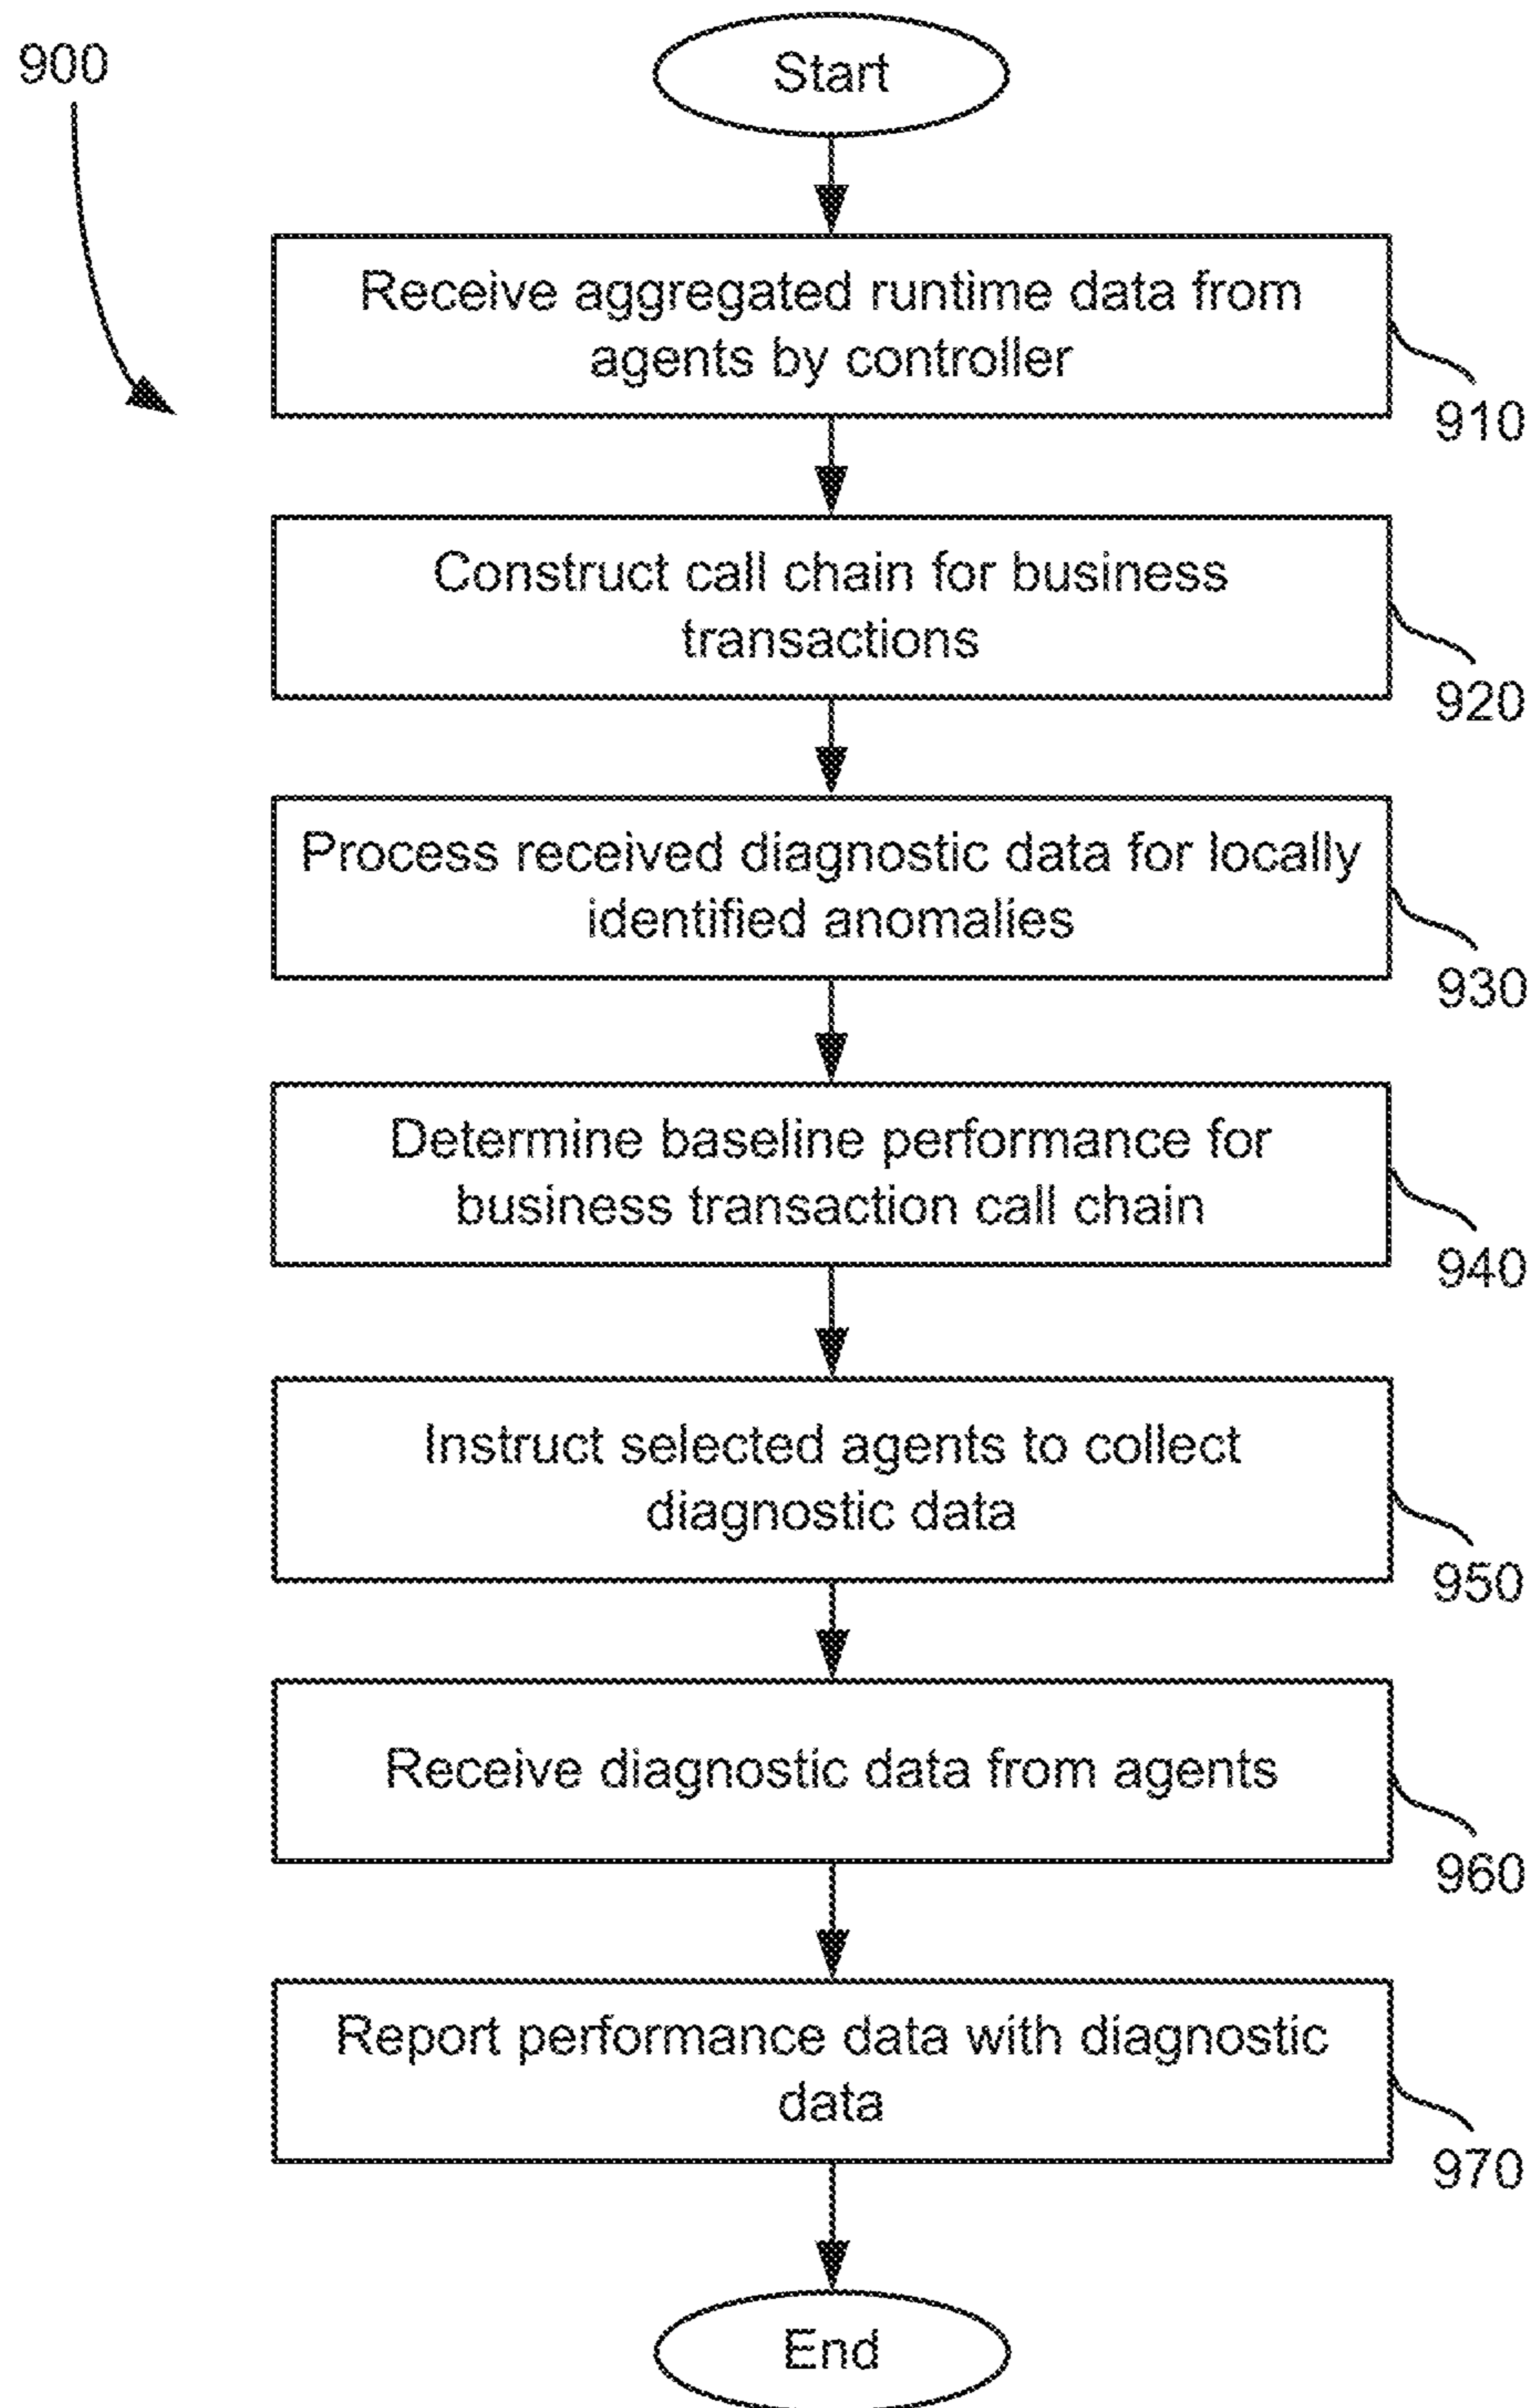 900
Start
Receive aggregated runtime data from
agents by controller
910
Construct call chain for business
transactions
920
Process received diagnostic data for locally
identified anomalies
930
Determine baseline performance for
business transaction call chain
940
Instruct selected agents to collect
diagnostic data
950
Receive diagnostic data from agents
960
Report performance data with diagnostic
data
970
End